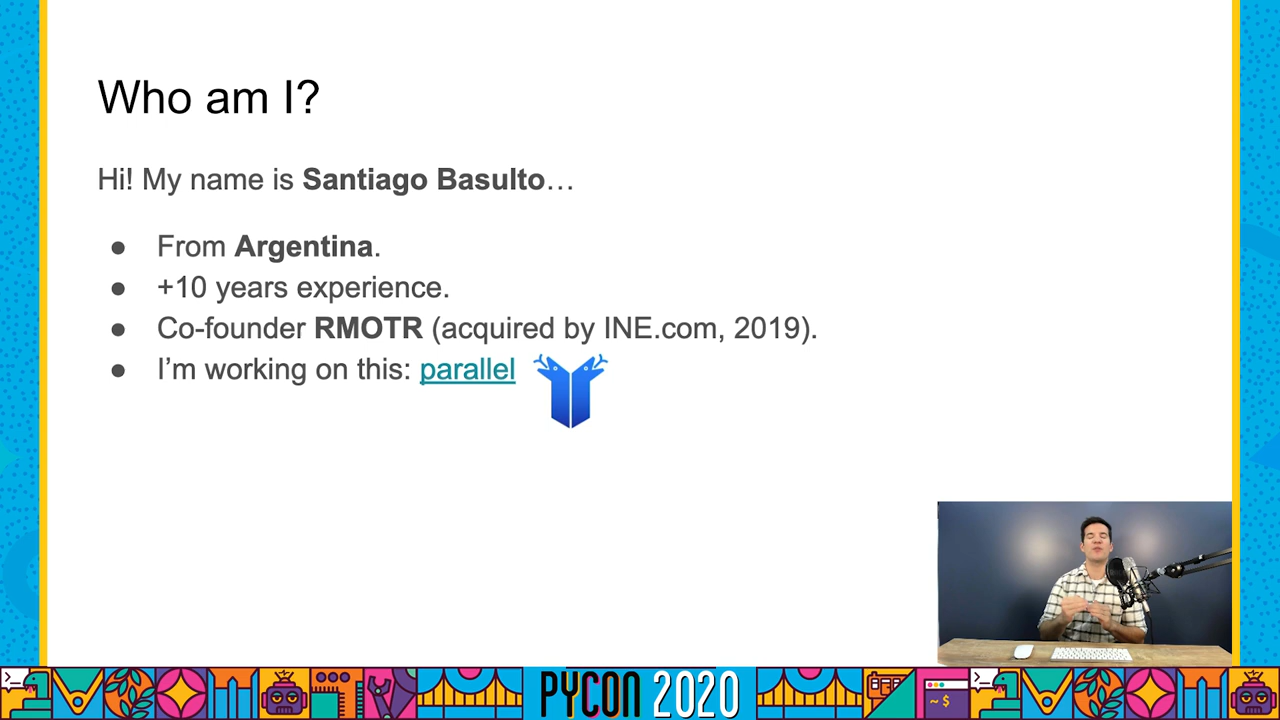 Who am I?
Hi! My name is Santiago Basulto…
● From Argentina.
● +10 years experience.
● Co-founder RMOTR (acquired by INE.com, 2019).
● I’m working on this: parallel
PYCON 2020
~$